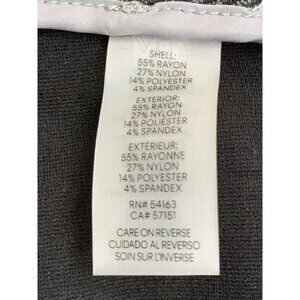 SHELL:
55% RAYON
27% NYLON
14% POLYESTER
4% SPANDEX
EXTERIOR:
55% RAYON
27% NYLON
14% POLIESTER
4% SPANDEX
EXTÉRIEUR:
55% RAYONNE
27% NYLON
14% POLYESTER
4% SPANDEX
RN# 54163
CA# 57151
CARE ON REVERSE
CUIDADO AL REVERSO
SOIN SUR L'INVERSE